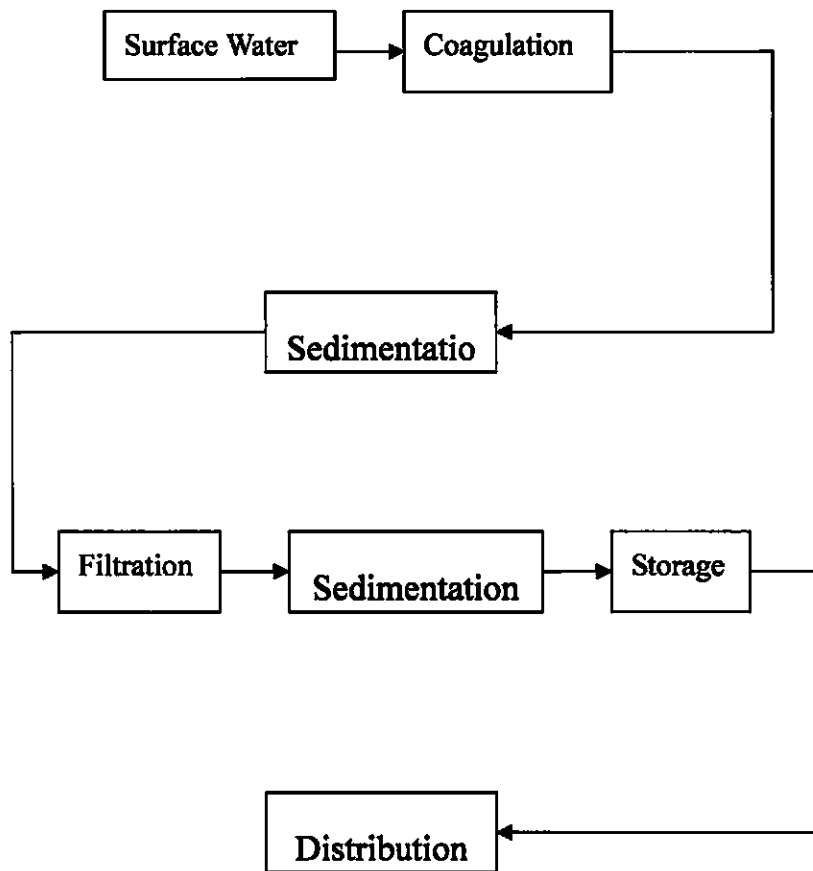 Surface Water
Coagulation
Sedimentatio
Filtration
Sedimentation
Storage
Distribution